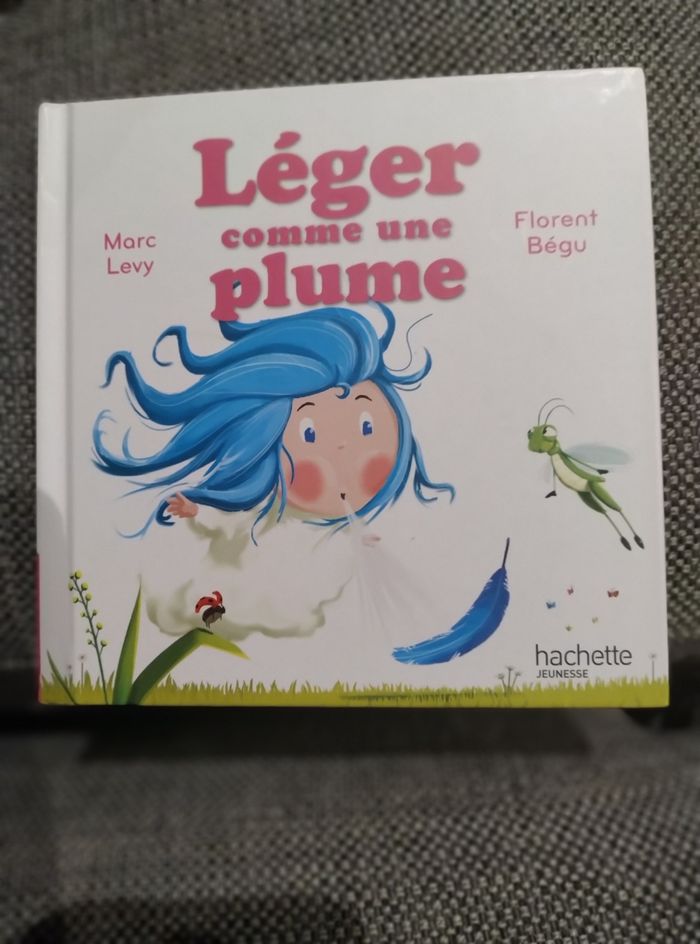 Léger
comme une
plume
Marc
Levy
Florent
Bégu
hachette
JEUNESSE